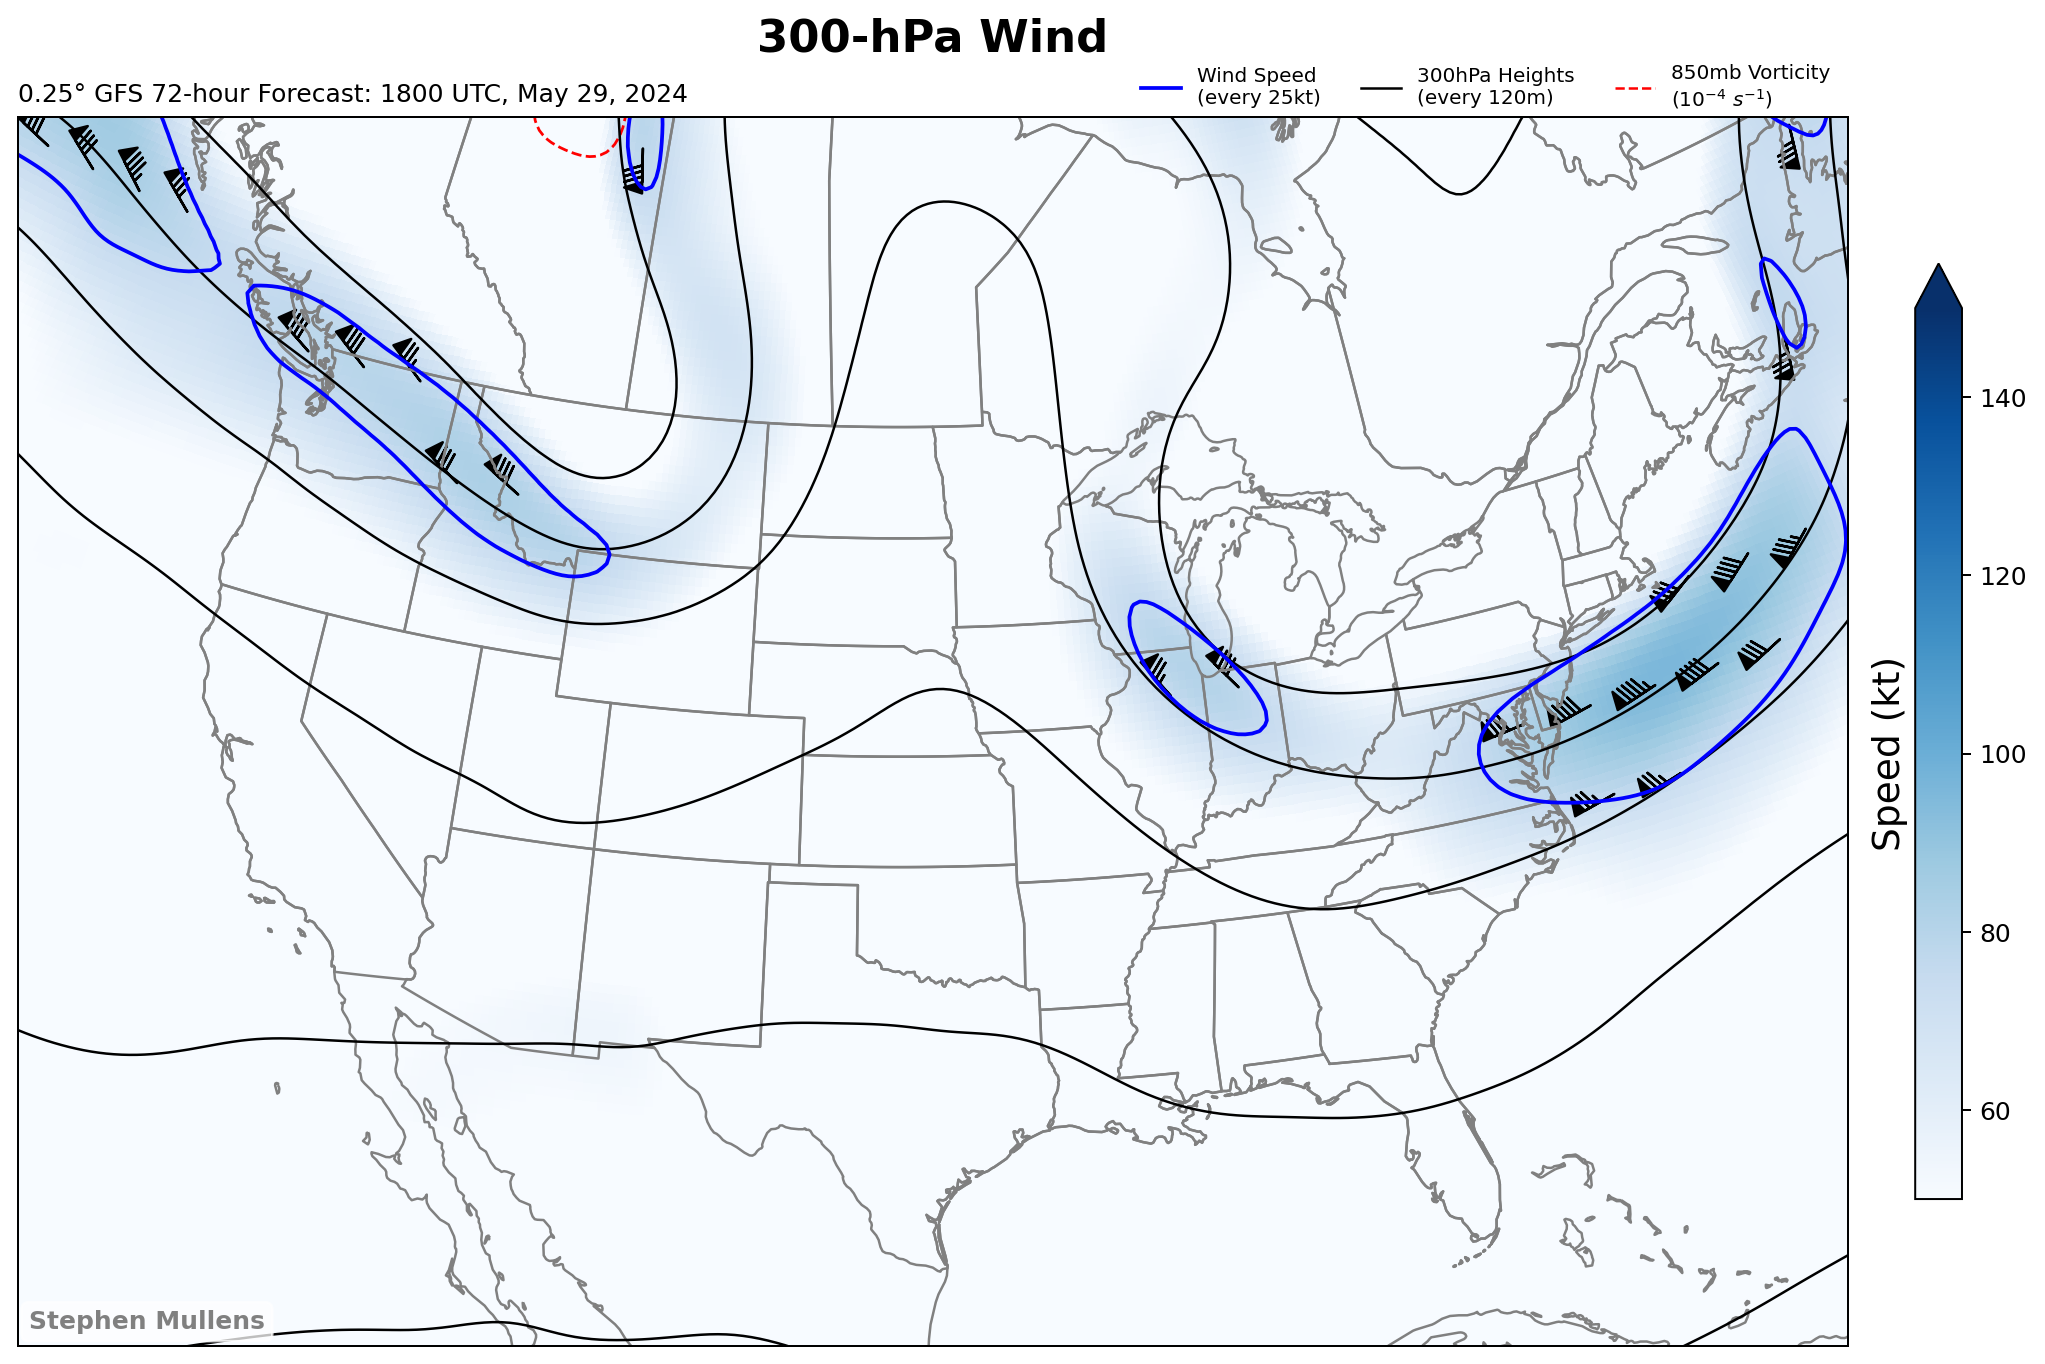 300-hPa Wind
0.25° GFS 72-hour Forecast: 1800 UTC, May 29, 2024
Wind Speed
(every 25kt)
300hPa Heights
(every 120m)
850mb Vorticity
(10⁻⁴ s⁻¹)
140
120
100
80
60
Speed (kt)
Stephen Mullens